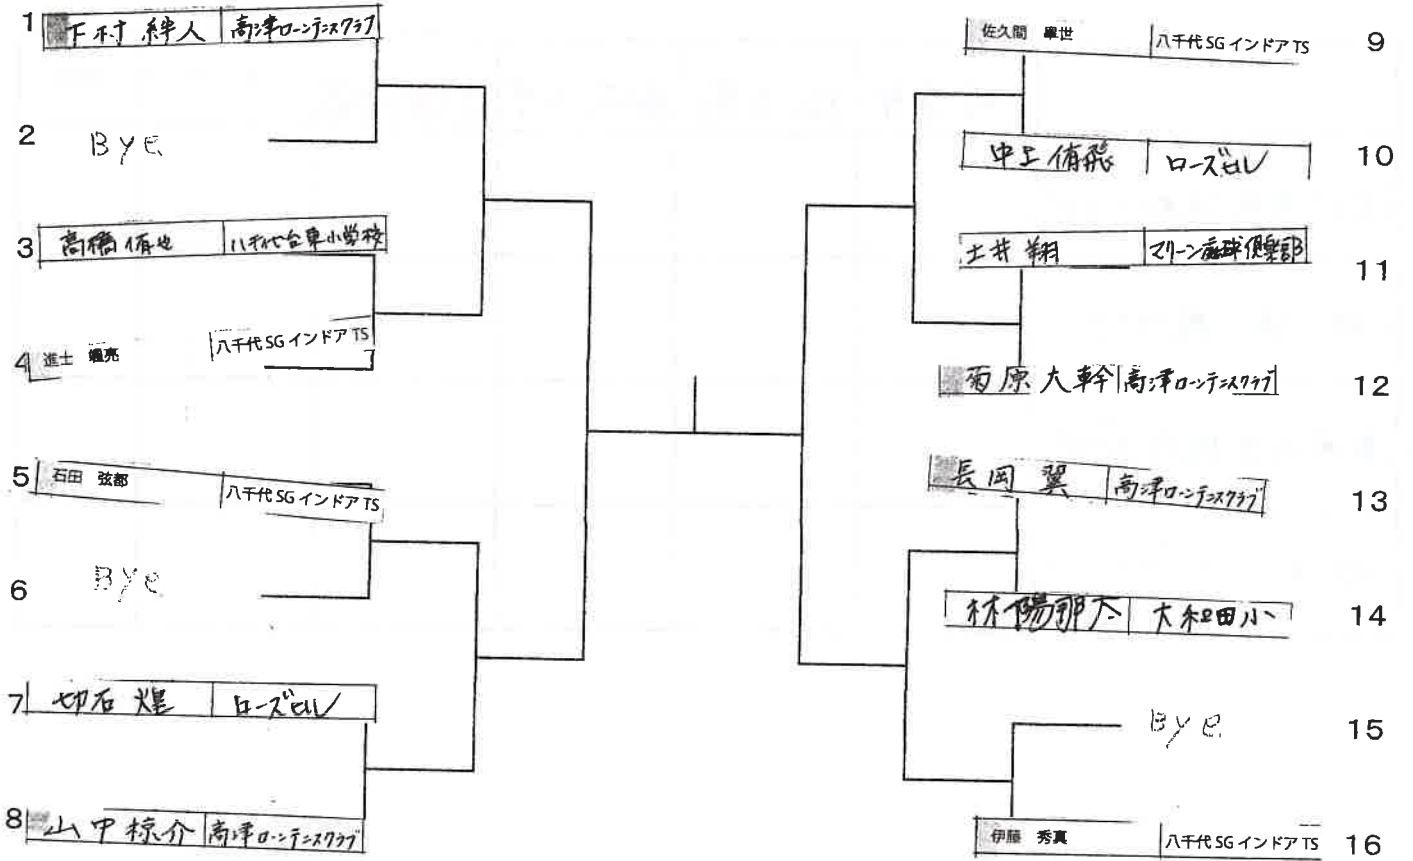 1 下村 絆人 高津ローンテニスクラブ
2 Bye
3 高橋侑也 八千代台東小学校
4 進士 颯亮 八千代SGインドアTS
5 石田 弦都 八千代SGインドアTS
6 Bye
7 切石 煌 ローズヒル
8 山中椋介 高津ローンテニスクラブ
佐久間 皐世 八千代SGインドアTS 9
中上侑飛 ローズヒル 10
土井翔 マリーン庭球倶楽部 11
菊原大幹 高津ローンテニスクラブ 12
長岡 翼 高津ローンテニスクラブ 13
林陽那太 大和田小 14
Bye 15
伊藤 秀真 八千代SGインドアTS 16